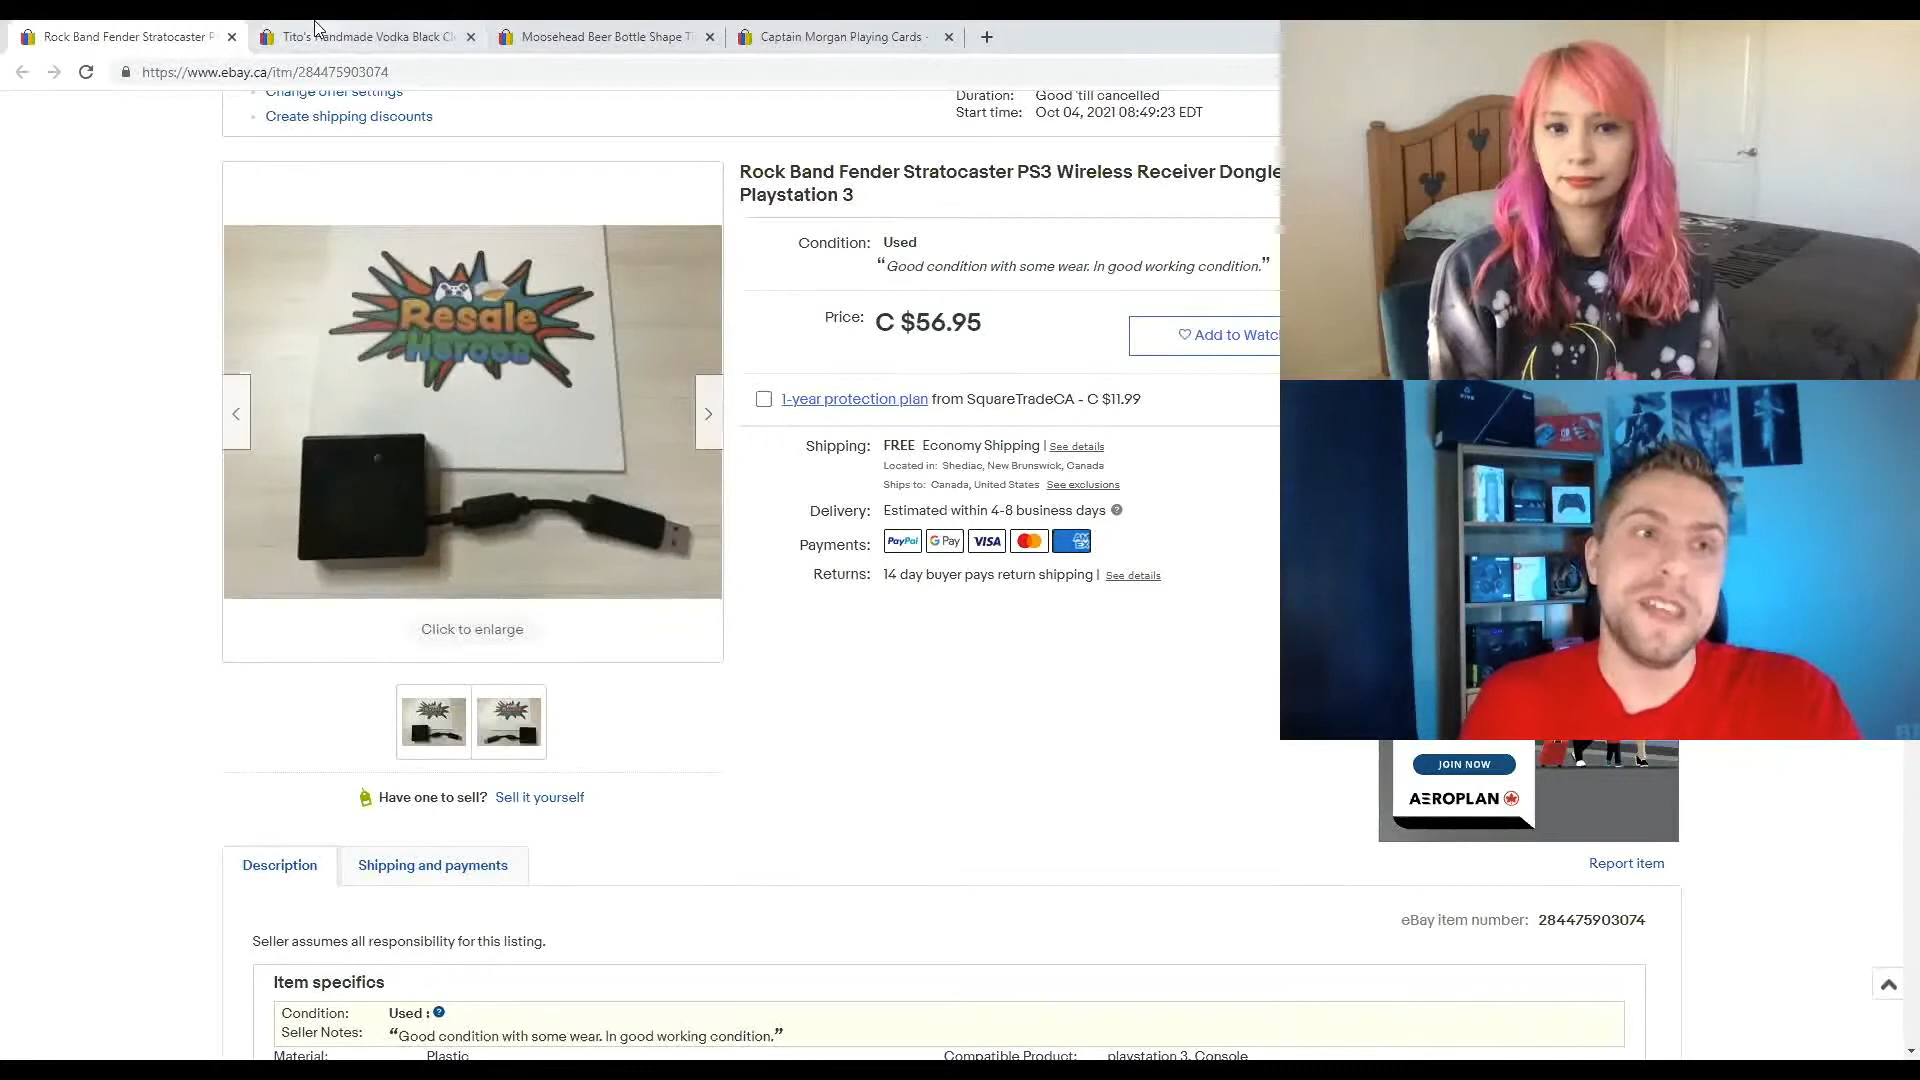 Rock Band Fender Stratocaster P
Tito's Handmade Vodka Black Cl
Moosehead Beer Bottle Shape T
Captain Morgan Playing Cards -
https://www.ebay.ca/itm/284475903074
Change offer settings
Create shipping discounts
Duration: Good 'till cancelled
Start time: Oct 04, 2021 08:49:23 EDT
Rock Band Fender Stratocaster PS3 Wireless Receiver Dongle
Playstation 3
Condition: Used
“Good condition with some wear. In good working condition.”
Price: C $56.95
Add to Watc
1-year protection plan from SquareTradeCA - C $11.99
Shipping: FREE Economy Shipping | See details
Located in: Shediac, New Brunswick, Canada
Ships to: Canada, United States See exclusions
Delivery: Estimated within 4-8 business days
Payments: PayPal G Pay VISA AMEX
Returns: 14 day buyer pays return shipping | See details
Resale
Heroes
Click to enlarge
Have one to sell? Sell it yourself
JOIN NOW
AEROPLAN
Description
Shipping and payments
Report item
eBay item number: 284475903074
Seller assumes all responsibility for this listing.
Item specifics
Condition: Used :
Seller Notes: “Good condition with some wear. In good working condition.”
Material: Plastic
Compatible Product: playstation 3, Console